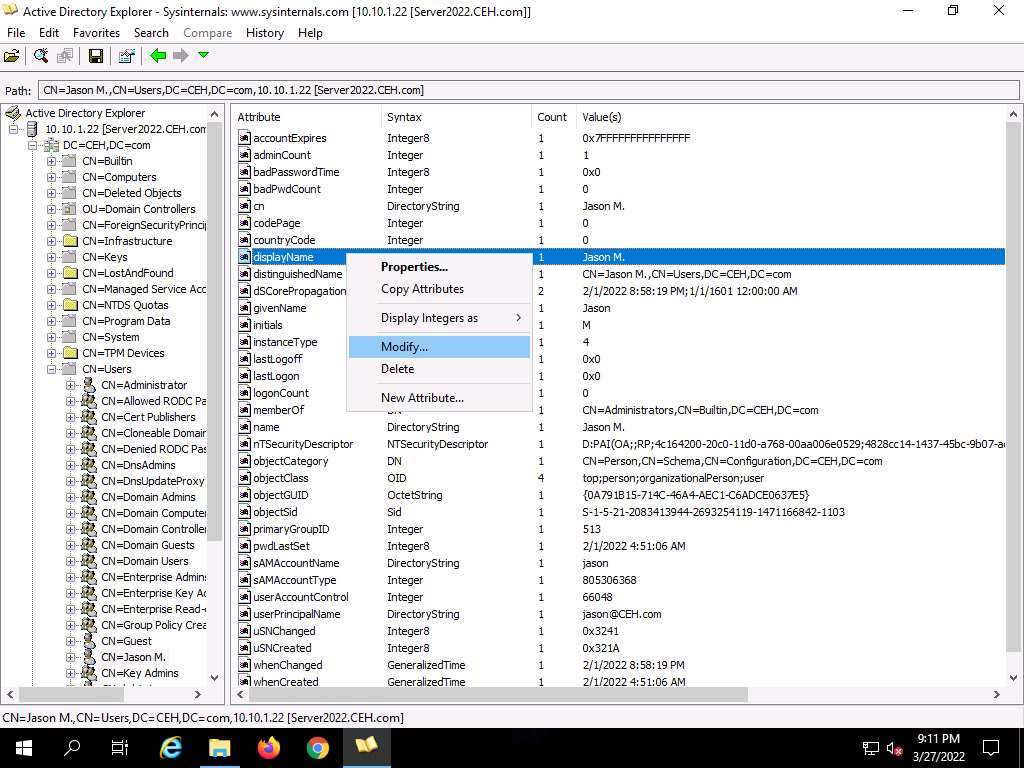 Active Directory Explorer - Sysinternals: www.sysinternals.com [10.10.1.22 [Server2022.CEH.com]]
File Edit Favorites Search Compare History Help
Path: CN=Jason M.,CN=Users,DC=CEH,DC=com,10.10.1.22 [Server2022.CEH.com]
Active Directory Explorer
10.10.1.22 [Server2022.CEH.com
DC=CEH,DC=com
CN=Builtin
CN=Computers
CN=Deleted Objects
OU=Domain Controllers
CN=ForeignSecurityPrincip
CN=Infrastructure
CN=Keys
CN=LostAndFound
CN=Managed Service Acc
CN=NTDS Quotas
CN=Program Data
CN=System
CN=TPM Devices
CN=Users
CN=Administrator
CN=Allowed RODC Pa
CN=Cert Publishers
CN=Cloneable Domain
CN=Denied RODC Pas
CN=DnsAdmins
CN=DnsUpdateProxy
CN=Domain Admins
CN=Domain Computer
CN=Domain Controller
CN=Domain Guests
CN=Domain Users
CN=Enterprise Admins
CN=Enterprise Key Ad
CN=Enterprise Read-o
CN=Group Policy Crea
CN=Guest
CN=Jason M.
CN=Key Admins
Attribute Syntax Count Value(s)
accountExpires Integer8 1 0x7FFFFFFFFFFFFFFF
adminCount Integer 1 1
badPasswordTime Integer8 1 0x0
badPwdCount Integer 1 0
cn DirectoryString 1 Jason M.
codePage Integer 1 0
countryCode Integer 1 0
displayName 1 Jason M.
distinguishedName 1 CN=Jason M.,CN=Users,DC=CEH,DC=com
dSCorePropagation 2 2/1/2022 8:58:19 PM;1/1/1601 12:00:00 AM
givenName 1 Jason
initials 1 M
instanceType 1 4
lastLogoff 1 0x0
lastLogon 1 0x0
logonCount 1 0
memberOf DN 1 CN=Administrators,CN=Builtin,DC=CEH,DC=com
name DirectoryString 1 Jason M.
nTSecurityDescriptor NTSecurityDescriptor 1 D:PAI(OA;;RP;4c164200-20c0-11d0-a768-00aa006e0529;4828cc14-1437-45bc-9b07-a
objectCategory DN 1 CN=Person,CN=Schema,CN=Configuration,DC=CEH,DC=com
objectClass OID 4 top;person;organizationalPerson;user
objectGUID OctetString 1 {0A791B15-714C-46A4-AEC1-C6ADCE0637E5}
objectSid Sid 1 S-1-5-21-2083413944-2693254119-1471166842-1103
primaryGroupID Integer 1 513
pwdLastSet Integer8 1 2/1/2022 4:51:06 AM
sAMAccountName DirectoryString 1 jason
sAMAccountType Integer 1 805306368
userAccountControl Integer 1 66048
userPrincipalName DirectoryString 1 jason@CEH.com
uSNChanged Integer8 1 0x3241
uSNCreated Integer8 1 0x321A
whenChanged GeneralizedTime 1 2/1/2022 8:58:19 PM
whenCreated GeneralizedTime 1 2/1/2022 4:51:06 AM
Properties...
Copy Attributes
Display Integers as
Modify...
Delete
New Attribute...
CN=Jason M.,CN=Users,DC=CEH,DC=com,10.10.1.22 [Server2022.CEH.com]
9:11 PM
3/27/2022